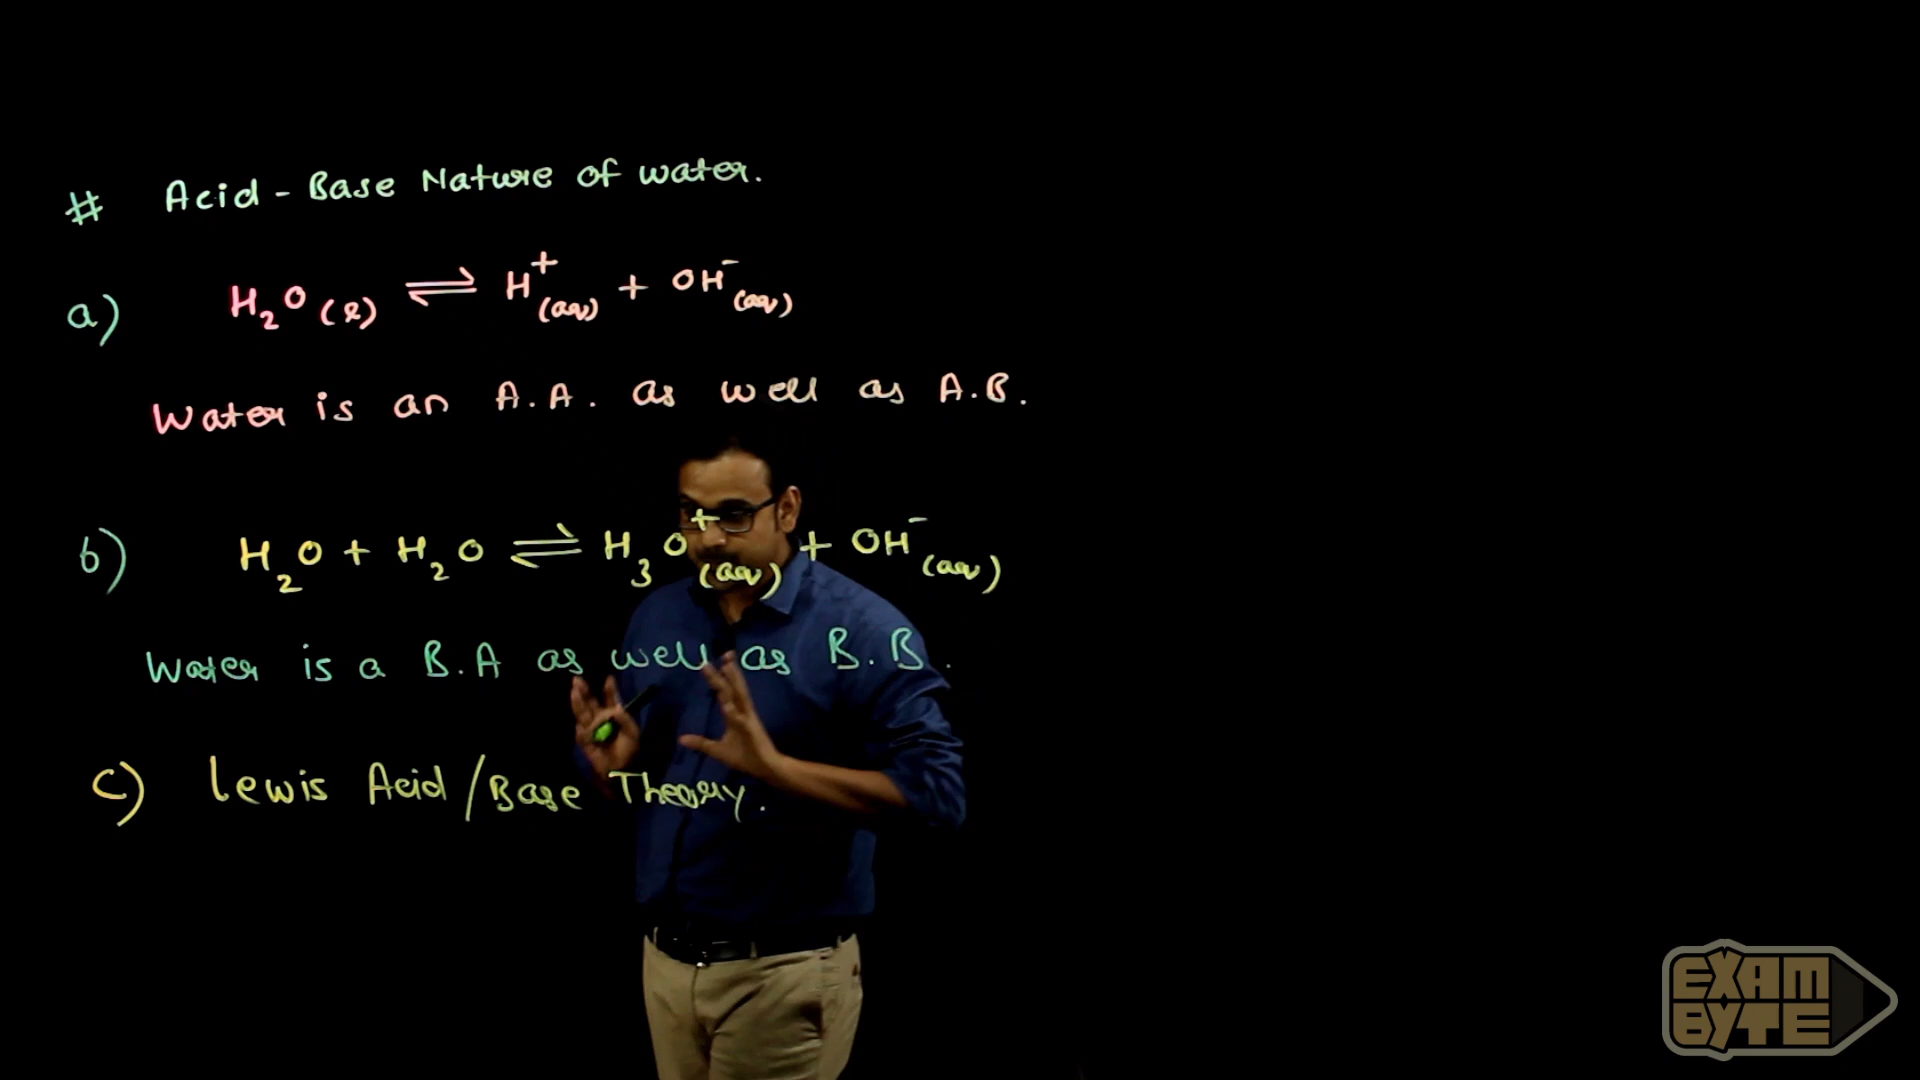 # Acid - Base Nature of water.
a) H₂O (l) ⇌ H⁺(aq) + OH⁻(aq)
Water is an A.A. as well as A.B.
b) H₂O + H₂O ⇌ H₃O⁺(aq) + OH⁻(aq)
Water is a B.A as well as B.B.
c) Lewis Acid/Base Theory.
EXAM
BYTE